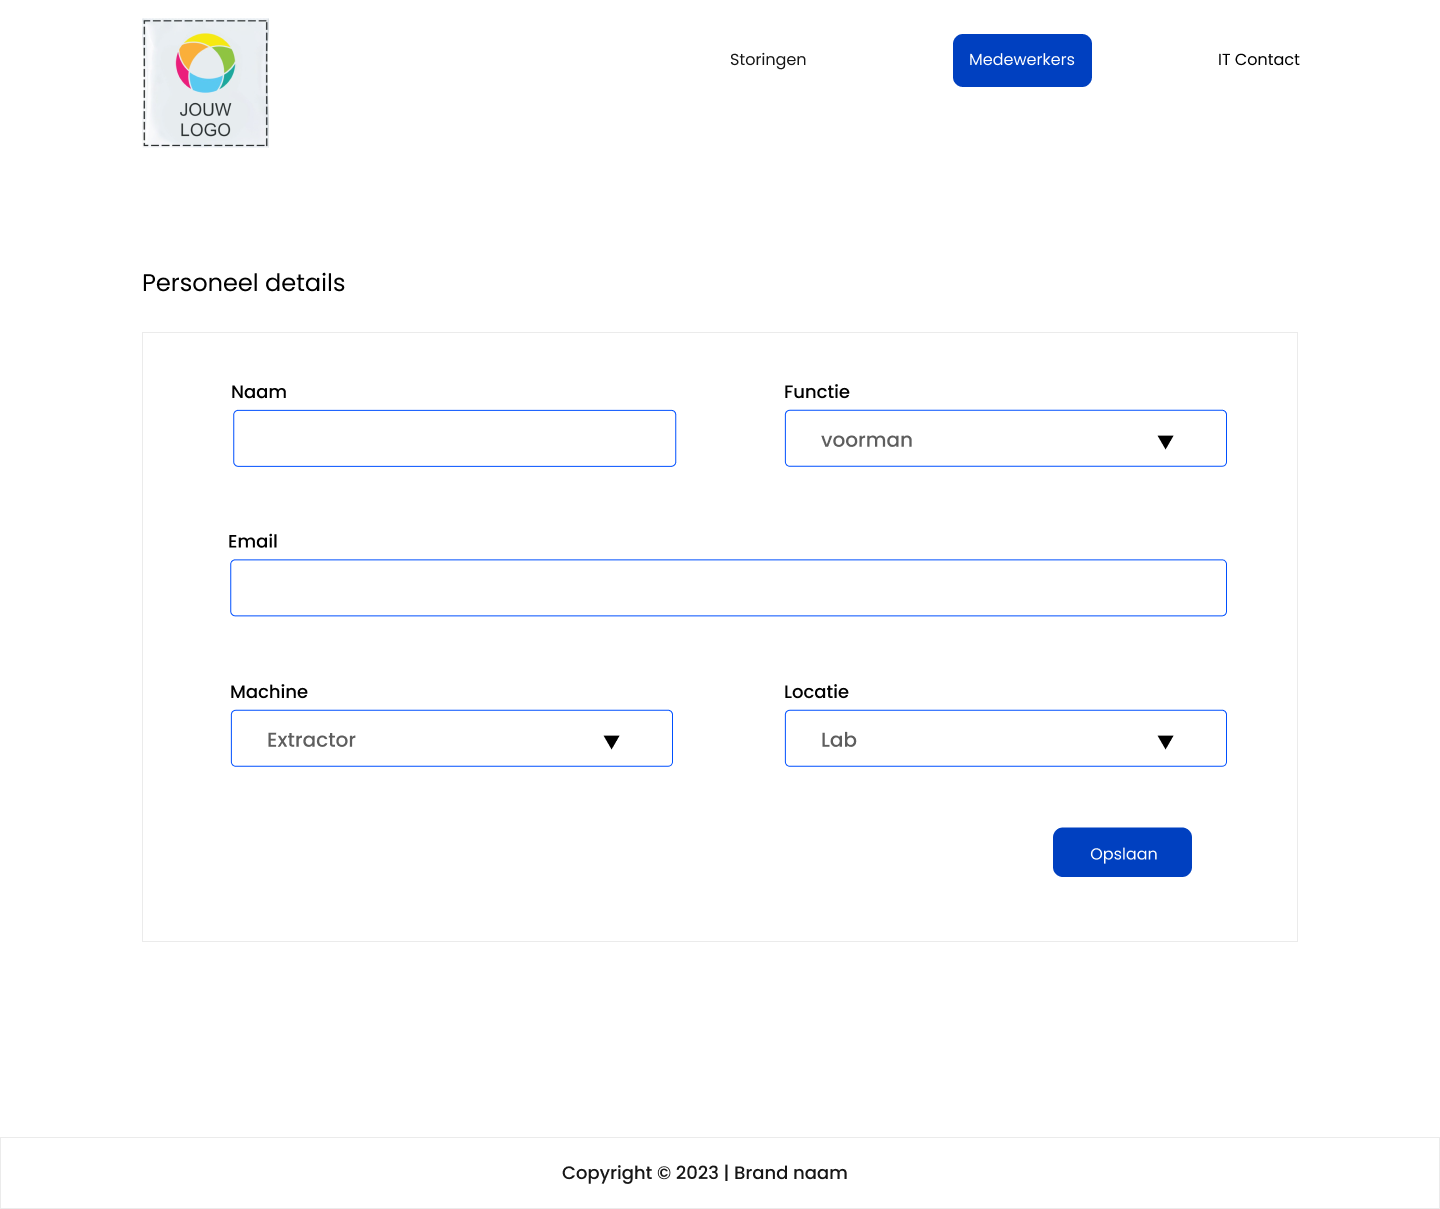 JOUW
LOGO
Storingen
Medewerkers
IT Contact
Personeel details
Naam
Functie
voorman
Email
Machine
Locatie
Extractor
Lab
Opslaan
Copyright © 2023 | Brand naam